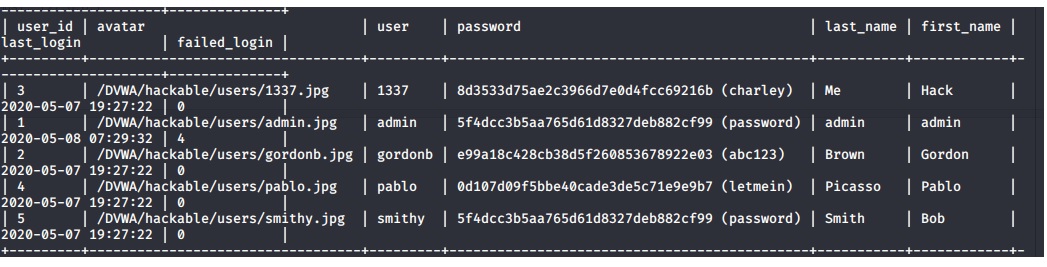 | user_id | avatar | user | password | last_name | first_name |
last_login | failed_login |
| 3 | /DVWA/hackable/users/1337.jpg | 1337 | 8d3533d75ae2c3966d7e0d4fcc69216b (charley) | Me | Hack |
2020-05-07 19:27:22 | 0 |
| 1 | /DVWA/hackable/users/admin.jpg | admin | 5f4dcc3b5aa765d61d8327deb882cf99 (password) | admin | admin |
2020-05-08 07:29:32 | 4 |
| 2 | /DVWA/hackable/users/gordonb.jpg | gordonb | e99a18c428cb38d5f260853678922e03 (abc123) | Brown | Gordon |
2020-05-07 19:27:22 | 0 |
| 4 | /DVWA/hackable/users/pablo.jpg | pablo | 0d107d09f5bbe40cade3de5c71e9e9b7 (letmein) | Picasso | Pablo |
2020-05-07 19:27:22 | 0 |
| 5 | /DVWA/hackable/users/smithy.jpg | smithy | 5f4dcc3b5aa765d61d8327deb882cf99 (password) | Smith | Bob |
2020-05-07 19:27:22 | 0 |